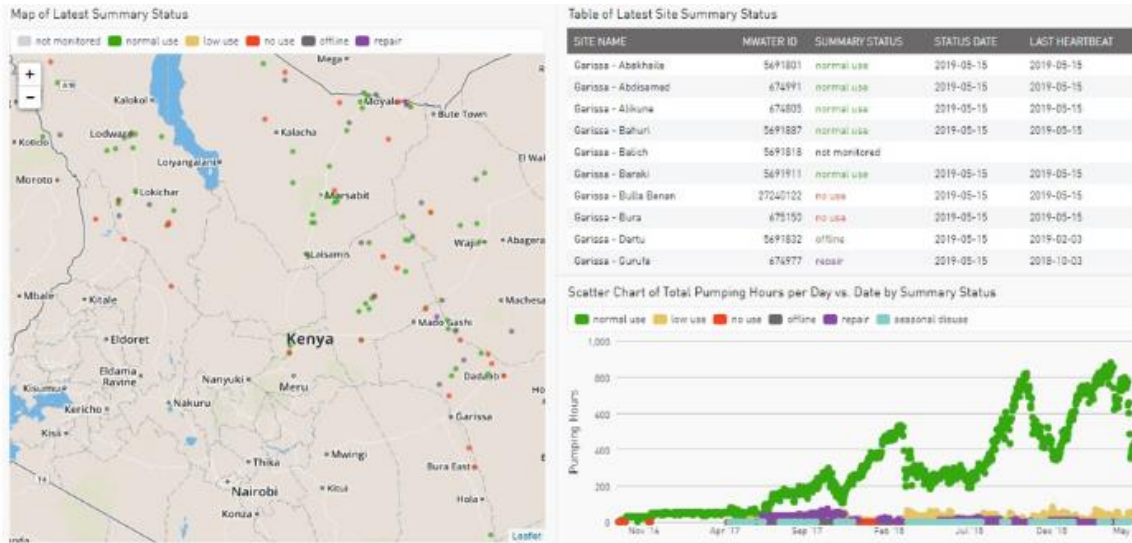 Map of Latest Summary Status
not monitored normal use low use no use offline repair
+
−
Mega
Kalokol
Moyale
Bute Town
Lodwar
Kalacha
Kotido
Loiyangalani
El Wak
Moroto
Lokichar
Marsabit
Wajir
Laisamis
Mbale
Kitale
Mado Gashi
Eldoret
Kenya
Eldama
Ravine
Nanyuki
Meru
Dadaab
Kisumu
Kericho
Nakuru
Garissa
Kisii
Thika
Mwingi
Bura East
Nairobi
Kitui
Hola
Konza
Leaflet
Table of Latest Site Summary Status
SITE NAME MWATER ID SUMMARY STATUS STATUS DATE LAST HEARTBEAT
Garissa - Abakhaile 5691801 normal use 2019-05-15 2019-05-15
Garissa - Abdisamed 674991 normal use 2019-05-15 2019-05-15
Garissa - Alikune 674803 normal use 2019-05-15 2019-05-15
Garissa - Bahuri 5691887 normal use 2019-05-15 2019-05-15
Garissa - Balich 5691818 not monitored
Garissa - Baraki 5691911 normal use 2019-05-15 2019-05-15
Garissa - Bulla Benan 27240122 no use 2019-05-15 2019-05-15
Garissa - Bura 675150 no use 2019-05-15 2019-05-15
Garissa - Dertu 5691832 offline 2019-05-15 2019-02-03
Garissa - Gurufa 674977 repair 2019-05-15 2018-10-03
Scatter Chart of Total Pumping Hours per Day vs. Date by Summary Status
normal use low use no use offline repair seasonal disuse
Pumping Hours
1,000
800
600
400
200
0
Nov '16 Apr '17 Sep '17 Feb '18 Jul '18 Dec '18 May